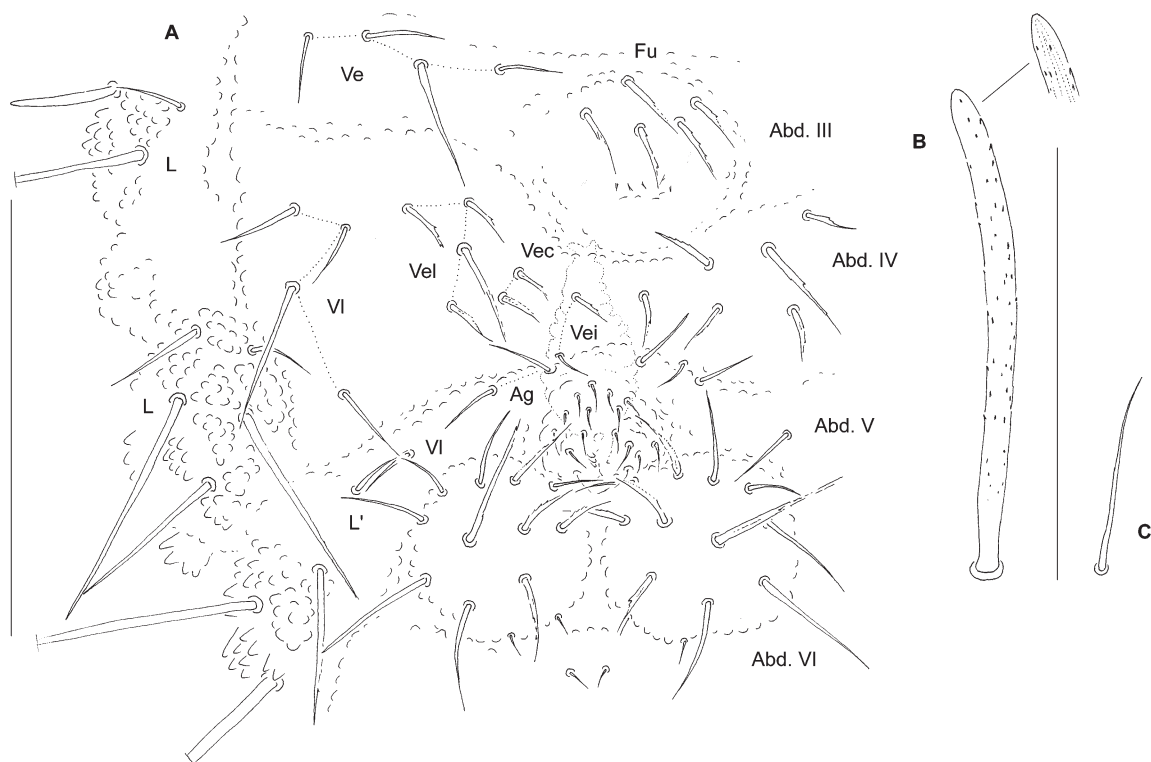 A
Fu
Ve
Abd. III
B
L
Vec
Abd. IV
Vel
Vl
Vei
L
Ag
Abd. V
Vl
L'
C
Abd. VI